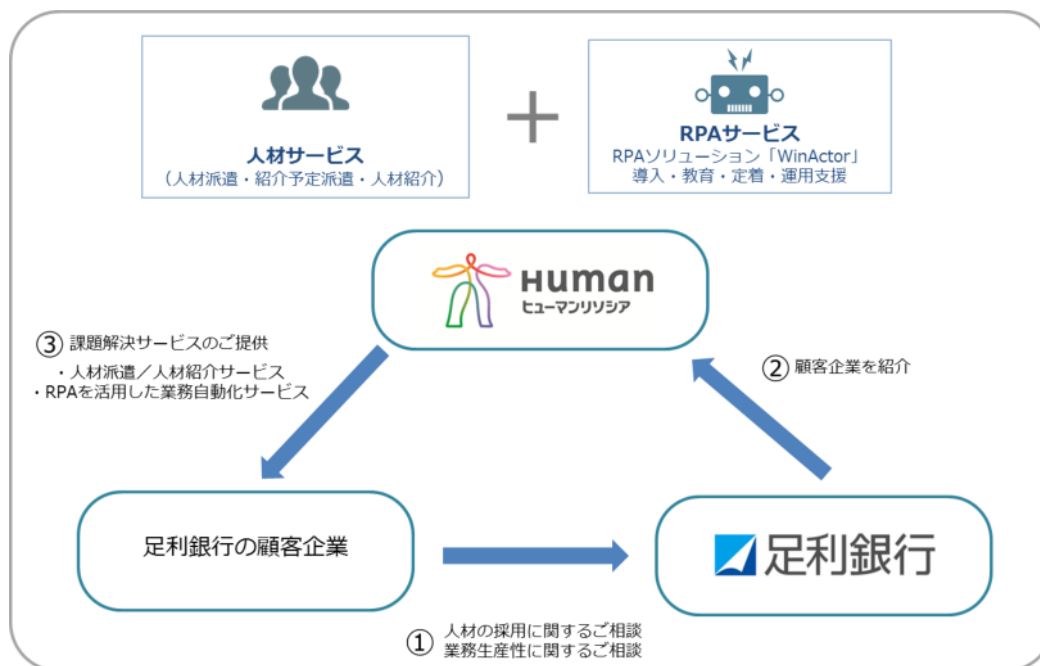 人材サービス
（人材派遣・紹介予定派遣・人材紹介）
RPAサービス
RPAソリューション「WinActor」
導入・教育・定着・運用支援
Human
ヒューマンリソシア
③ 課題解決サービスのご提供
・人材派遣／人材紹介サービス
・RPAを活用した業務自動化サービス
② 顧客企業を紹介
足利銀行の顧客企業
足利銀行
① 人材の採用に関するご相談
業務生産性に関するご相談